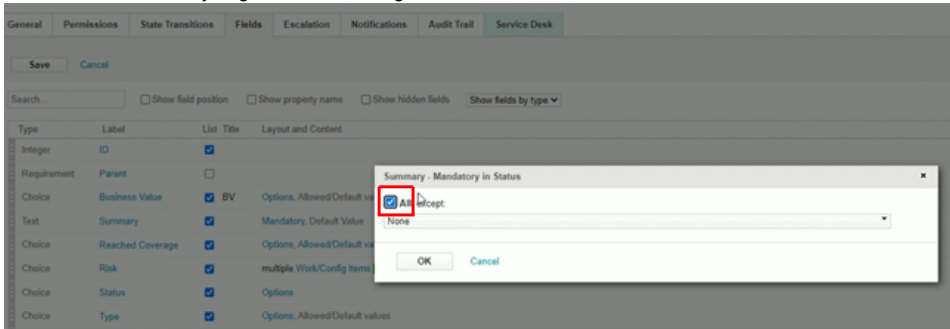 General Permissions State Transitions Fields Escalation Notifications Audit Trail Service Desk
Save Cancel
Search... Show field position Show property name Show hidden fields Show fields by type
Type Label List Title Layout and Content
Integer ID
Requirement Parent
Summary - Mandatory in Status
Choice Business Value BV Options, Allowed/Default va
All except:
Text Summary Mandatory, Default Value
None
Choice Reached Coverage Options, Allowed/Default va
Choice Risk multiple Work/Config items
OK Cancel
Choice Status Options
Choice Type Options, Allowed/Default values